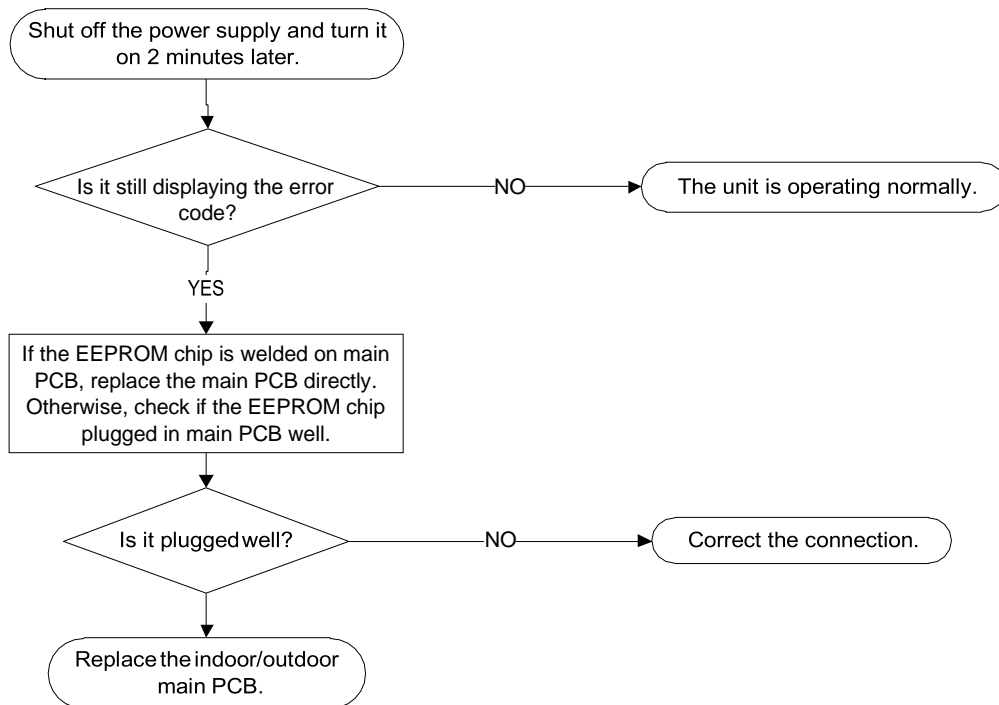 Shut off the power supply and turn it
on 2 minutes later.
Is it still displaying the error
code?
NO
The unit is operating normally.
YES
If the EEPROM chip is welded on main
PCB, replace the main PCB directly.
Otherwise, check if the EEPROM chip
plugged in main PCB well.
Is it plugged well?
NO
Correct the connection.
Replace the indoor/outdoor
main PCB.